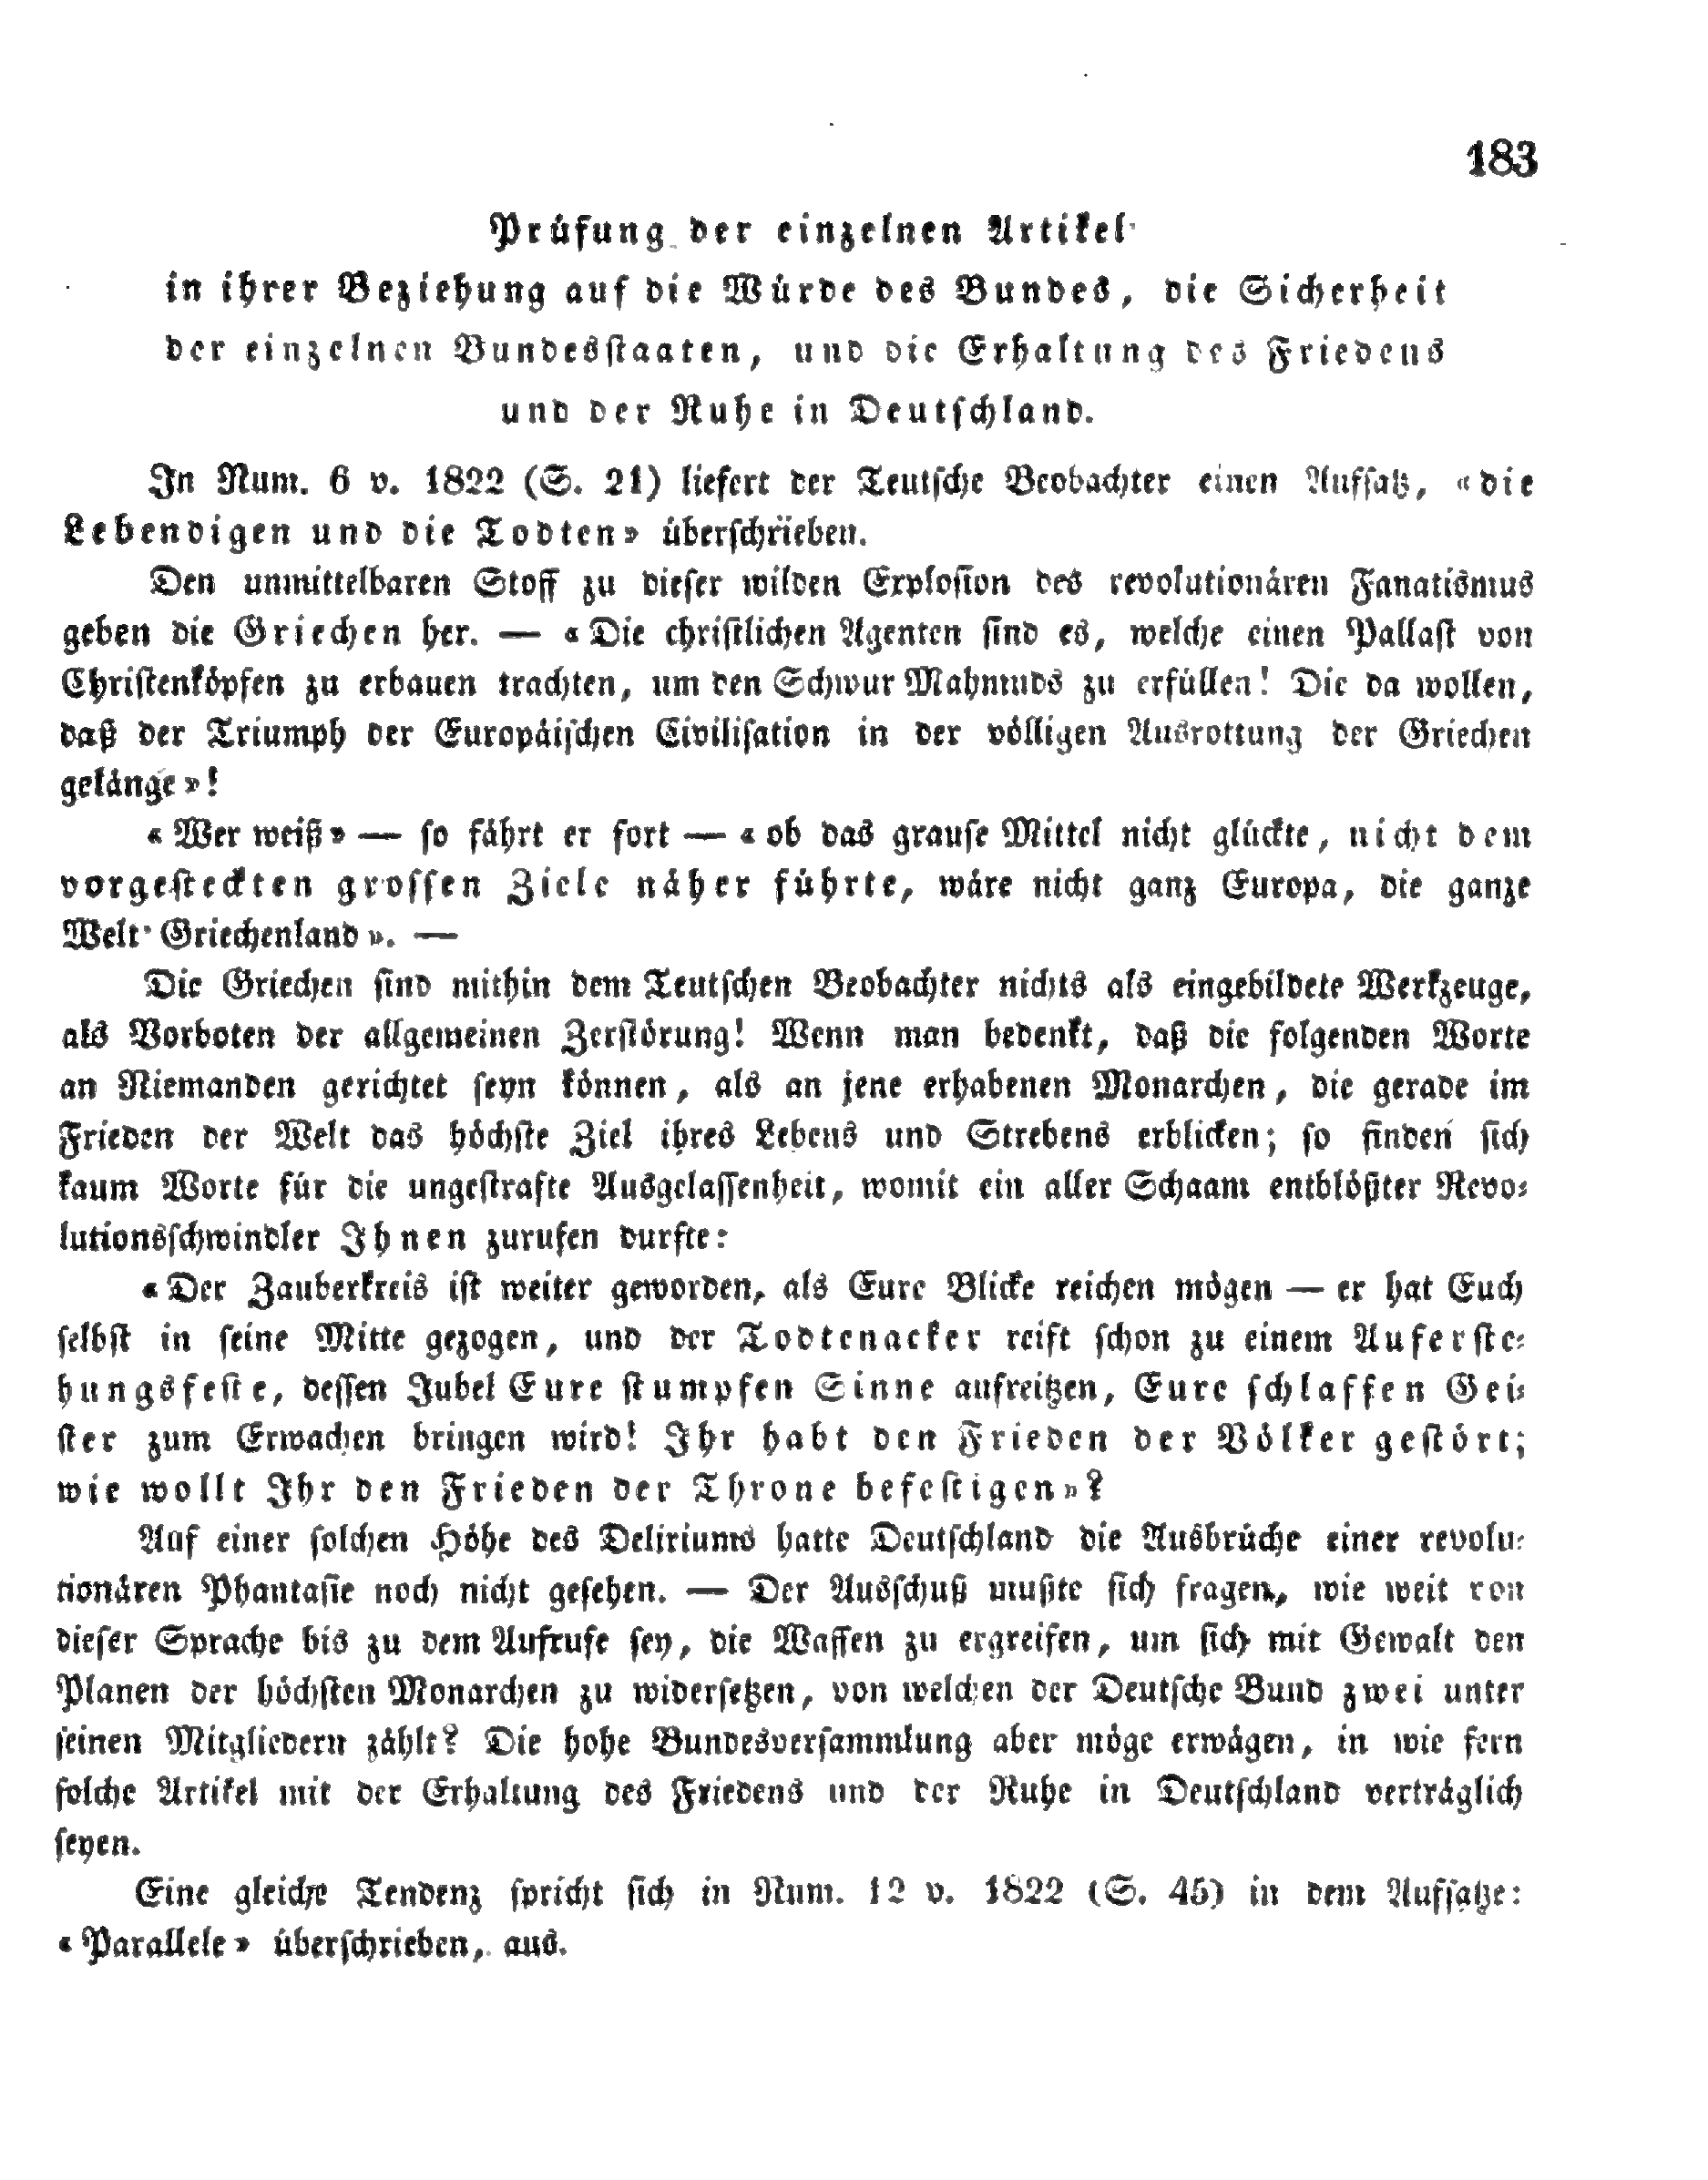 183
Prüfung der einzelnen Artikel
in ihrer Beziehung auf die Würde des Bundes, die Sicherheit
der einzelnen Bundesstaaten, und die Erhaltung des Friedens
und der Ruhe in Deutschland.
In Num. 6 v. 1822 (S. 21) liefert der Teutsche Beobachter einen Aufsatz, «die
Lebendigen und die Todten» überschrieben.
Den unmittelbaren Stoff zu dieser wilden Explosion des revolutionären Fanatismus
geben die Griechen her. — «Die christlichen Agenten sind es, welche einen Pallast von
Christenköpfen zu erbauen trachten, um den Schwur Mahmuds zu erfüllen! Die da wollen,
daß der Triumph der Europäischen Civilisation in der völligen Ausrottung der Griechen
gelänge»!
«Wer weiß» — so fährt er fort — «ob das grause Mittel nicht glückte, nicht dem
vorgesteckten grossen Ziele näher führte, wäre nicht ganz Europa, die ganze
Welt Griechenland». —
Die Griechen sind mithin dem Teutschen Beobachter nichts als eingebildete Werkzeuge,
als Vorboten der allgemeinen Zerstörung! Wenn man bedenkt, daß die folgenden Worte
an Niemanden gerichtet seyn können, als an jene erhabenen Monarchen, die gerade im
Frieden der Welt das höchste Ziel ihres Lebens und Strebens erblicken; so finden sich
kaum Worte für die ungestrafte Ausgelassenheit, womit ein aller Schaam entblößter Revo-
lutionsschwindler Ihnen zurufen durfte:
«Der Zauberkreis ist weiter geworden, als Eure Blicke reichen mögen — er hat Euch
selbst in seine Mitte gezogen, und der Todtenacker reift schon zu einem Auferste-
hungsfeste, dessen Jubel Eure stumpfen Sinne aufreitzen, Eure schlaffen Gei-
ster zum Erwachen bringen wird! Ihr habt den Frieden der Völker gestört;
wie wollt Ihr den Frieden der Throne befestigen»?
Auf einer solchen Höhe des Deliriums hatte Deutschland die Ausbrüche einer revolu-
tionären Phantasie noch nicht gesehen. — Der Ausschuß mußte sich fragen, wie weit von
dieser Sprache bis zu dem Aufrufe sey, die Waffen zu ergreifen, um sich mit Gewalt den
Planen der höchsten Monarchen zu widersetzen, von welchen der Deutsche Bund zwei unter
seinen Mitgliedern zählt? Die hohe Bundesversammlung aber möge erwägen, in wie fern
solche Artikel mit der Erhaltung des Friedens und der Ruhe in Deutschland verträglich
seyen.
Eine gleiche Tendenz spricht sich in Num. 12 v. 1822 (S. 45) in dem Aufsatze:
«Parallele» überschrieben, aus.